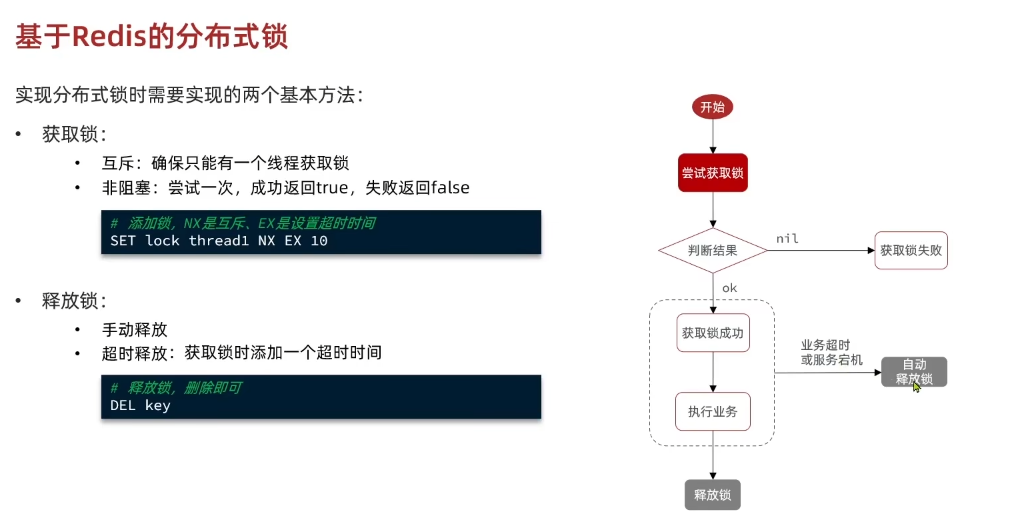 基于Redis的分布式锁
实现分布式锁时需要实现的两个基本方法：
• 获取锁：
• 互斥：确保只能有一个线程获取锁
• 非阻塞：尝试一次，成功返回true，失败返回false
# 添加锁，NX是互斥、EX是设置超时时间
SET lock thread1 NX EX 10
• 释放锁：
• 手动释放
• 超时释放：获取锁时添加一个超时时间
# 释放锁，删除即可
DEL key
开始
尝试获取锁
判断结果
nil
获取锁失败
ok
获取锁成功
业务超时
或服务宕机
自动
释放锁
执行业务
释放锁